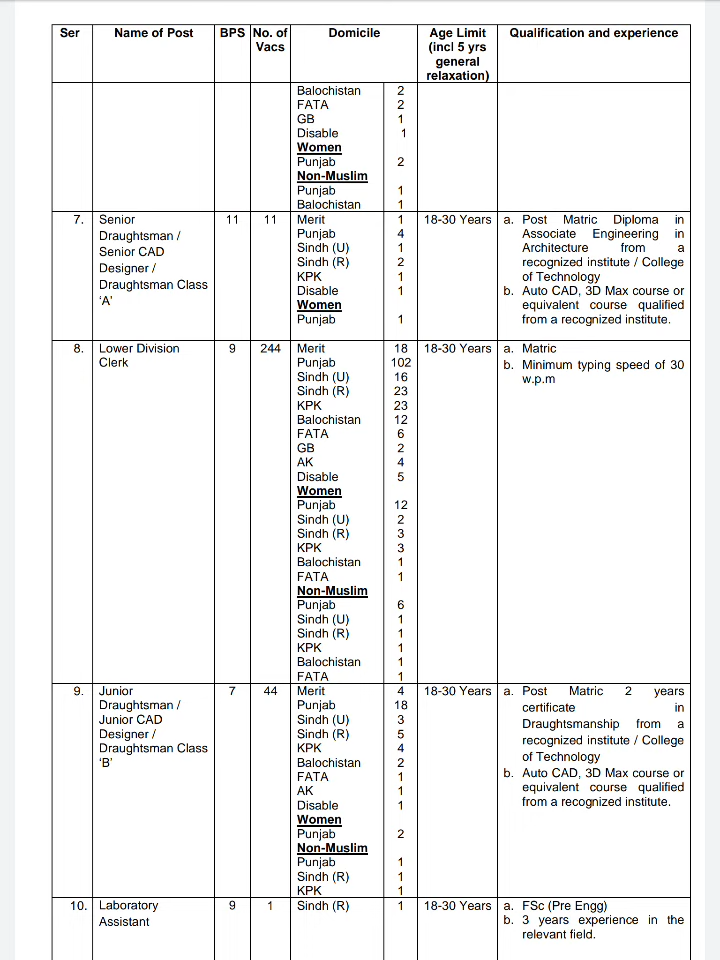 Ser Name of Post BPS No. of Vacs Domicile Age Limit (incl 5 yrs general relaxation) Qualification and experience
Balochistan 2
FATA 2
GB 1
Disable 1
Women
Punjab 2
Non-Muslim
Punjab 1
Balochistan 1
7. Senior 11 11 Merit 1 18-30 Years a. Post Matric Diploma in
Draughtsman / Punjab 4 Associate Engineering in
Senior CAD Sindh (U) 1 Architecture from a
Designer / Sindh (R) 2 recognized institute / College
Draughtsman Class KPK 1 of Technology
‘A’ Disable 1 b. Auto CAD, 3D Max course or
Women equivalent course qualified
Punjab 1 from a recognized institute.
8. Lower Division 9 244 Merit 18 18-30 Years a. Matric
Clerk Punjab 102 b. Minimum typing speed of 30
Sindh (U) 16 w.p.m
Sindh (R) 23
KPK 23
Balochistan 12
FATA 6
GB 2
AK 4
Disable 5
Women
Punjab 12
Sindh (U) 2
Sindh (R) 3
KPK 3
Balochistan 1
FATA 1
Non-Muslim
Punjab 6
Sindh (U) 1
Sindh (R) 1
KPK 1
Balochistan 1
FATA 1
9. Junior 7 44 Merit 4 18-30 Years a. Post Matric 2 years
Draughtsman / Punjab 18 certificate in
Junior CAD Sindh (U) 3 Draughtsmanship from a
Designer / Sindh (R) 5 recognized institute / College
Draughtsman Class KPK 4 of Technology
‘B’ Balochistan 2 b. Auto CAD, 3D Max course or
FATA 1 equivalent course qualified
AK 1 from a recognized institute.
Disable 1
Women
Punjab 2
Non-Muslim
Punjab 1
Sindh (R) 1
KPK 1
10. Laboratory 9 1 Sindh (R) 1 18-30 Years a. FSc (Pre Engg)
Assistant b. 3 years experience in the
relevant field.